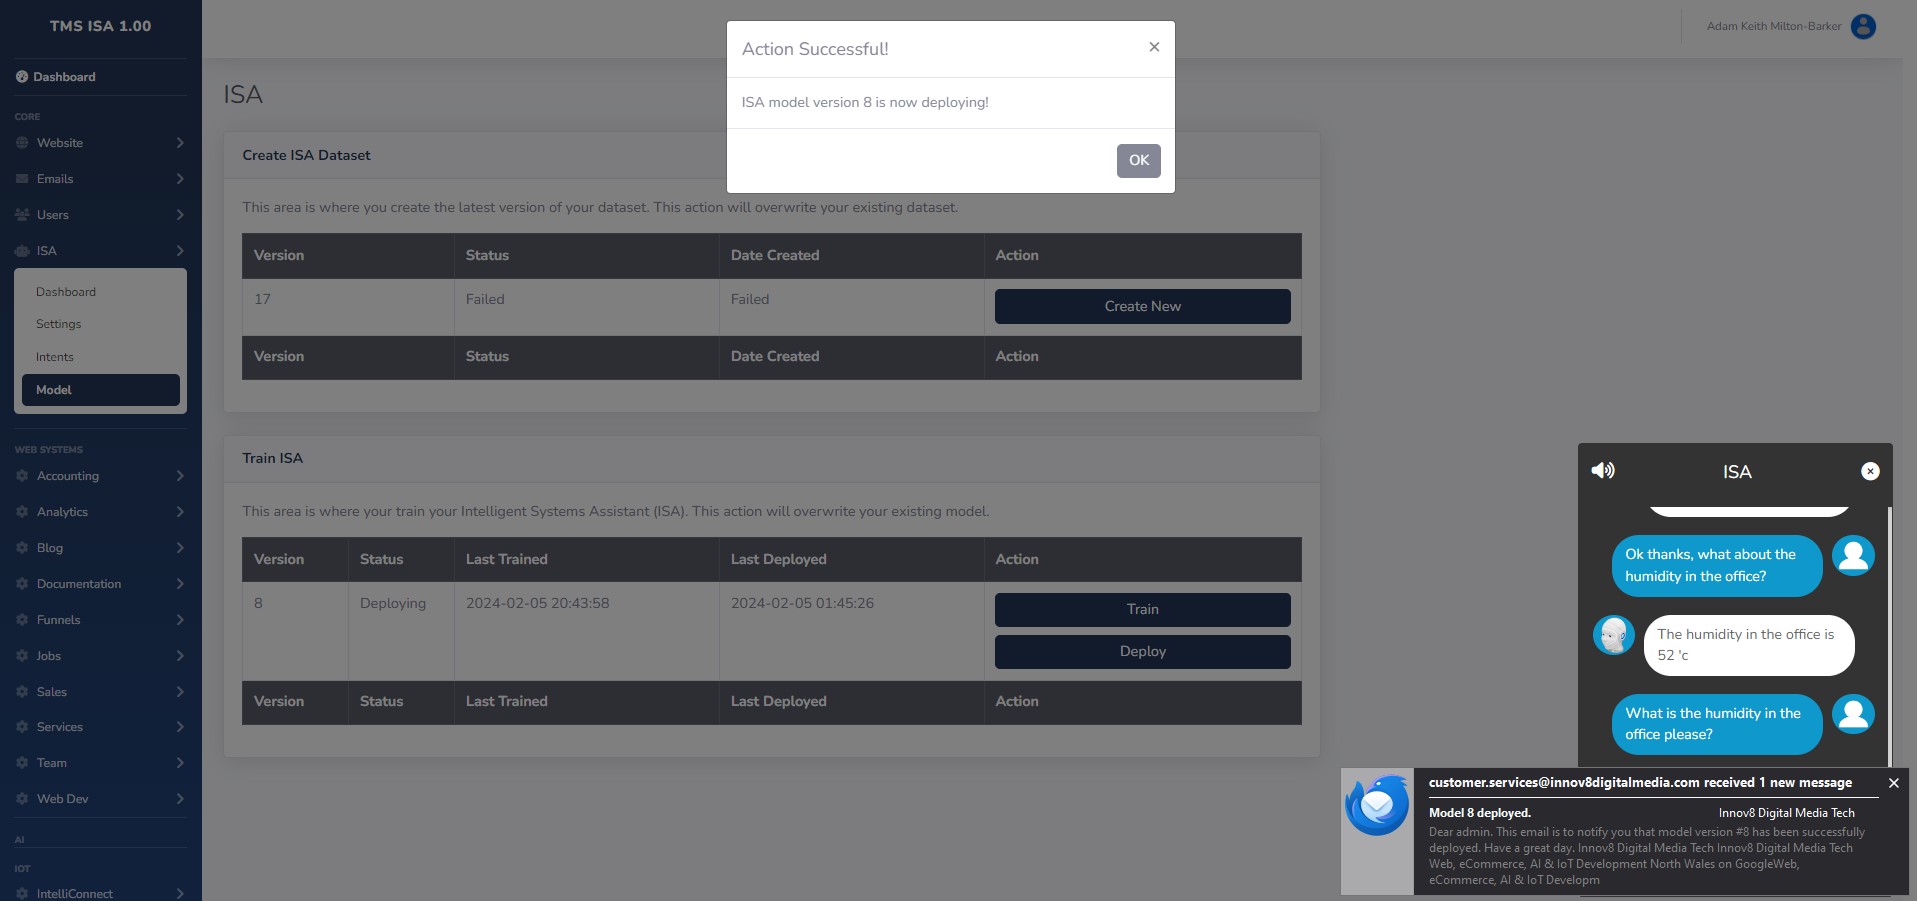 TMS ISA 1.00
Dashboard
CORE
Website
Emails
Users
ISA
Dashboard
Settings
Intents
Model
WEB SYSTEMS
Accounting
Analytics
Blog
Documentation
Funnels
Jobs
Sales
Services
Team
Web Dev
AI
IOT
IntelliConnect
Adam Keith Milton-Barker
Action Successful!
×
ISA model version 8 is now deploying!
OK
ISA
Create ISA Dataset
This area is where you create the latest version of your dataset. This action will overwrite your existing dataset.
Version Status Date Created Action
17 Failed Failed Create New
Version Status Date Created Action
Train ISA
This area is where your train your Intelligent Systems Assistant (ISA). This action will overwrite your existing model.
Version Status Last Trained Last Deployed Action
8 Deploying 2024-02-05 20:43:58 2024-02-05 01:45:26 Train
Deploy
Version Status Last Trained Last Deployed Action
ISA
Ok thanks, what about the
humidity in the office?
The humidity in the office is
52 'c
What is the humidity in the
office please?
customer.services@innov8digitalmedia.com received 1 new message
Model 8 deployed. Innov8 Digital Media Tech
Dear admin. This email is to notify you that model version #8 has been successfully
deployed. Have a great day. Innov8 Digital Media Tech Innov8 Digital Media Tech
Web, eCommerce, AI & IoT Development North Wales on GoogleWeb,
eCommerce, AI & IoT Developm